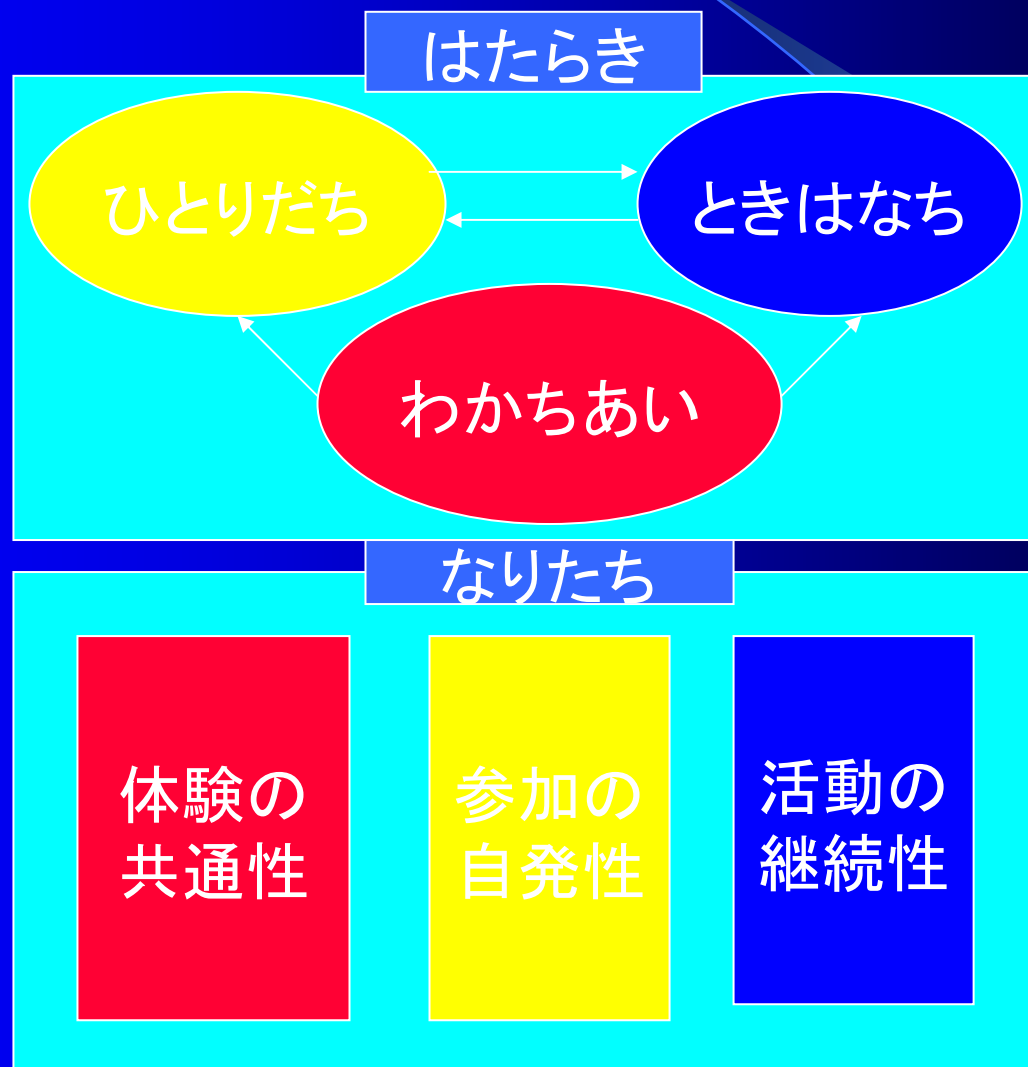 はたらき
ひとりだち
ときはなち
わかちあい
なりたち
体験の
共通性
参加の
自発性
活動の
継続性